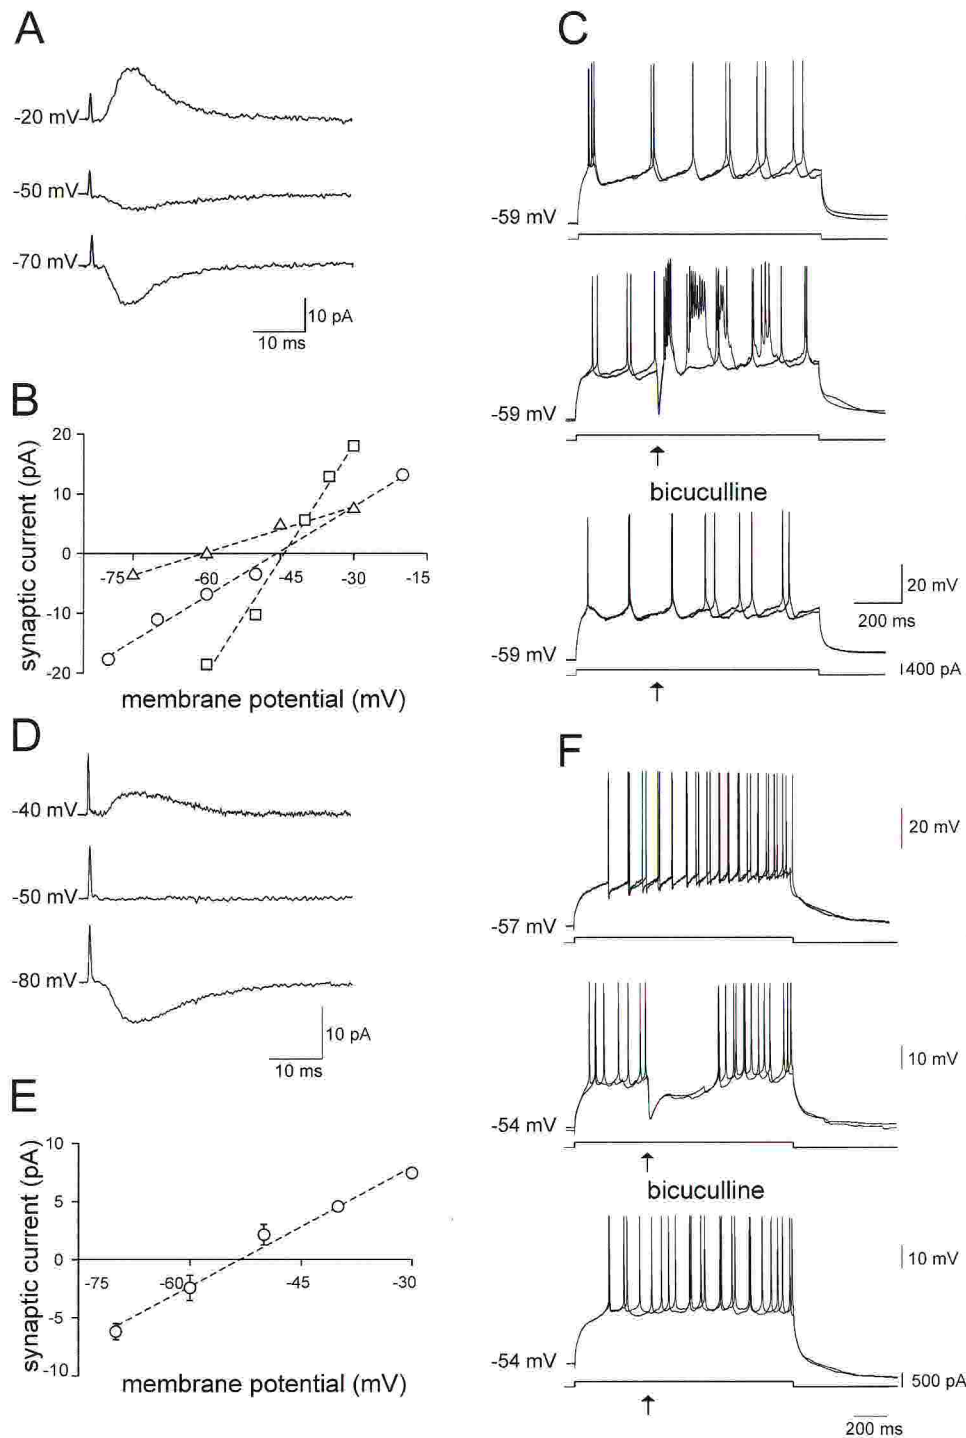 A
-20 mV
-50 mV
-70 mV
10 pA
10 ms
B
synaptic current (pA)
20
10
0
-10
-20
-75
-60
-45
-30
-15
membrane potential (mV)
C
-59 mV
-59 mV
bicuculline
-59 mV
20 mV
200 ms
400 pA
D
-40 mV
-50 mV
-80 mV
10 pA
10 ms
E
synaptic current (pA)
10
5
0
-5
-10
-75
-60
-45
-30
membrane potential (mV)
F
20 mV
-57 mV
10 mV
-54 mV
bicuculline
10 mV
-54 mV
500 pA
200 ms